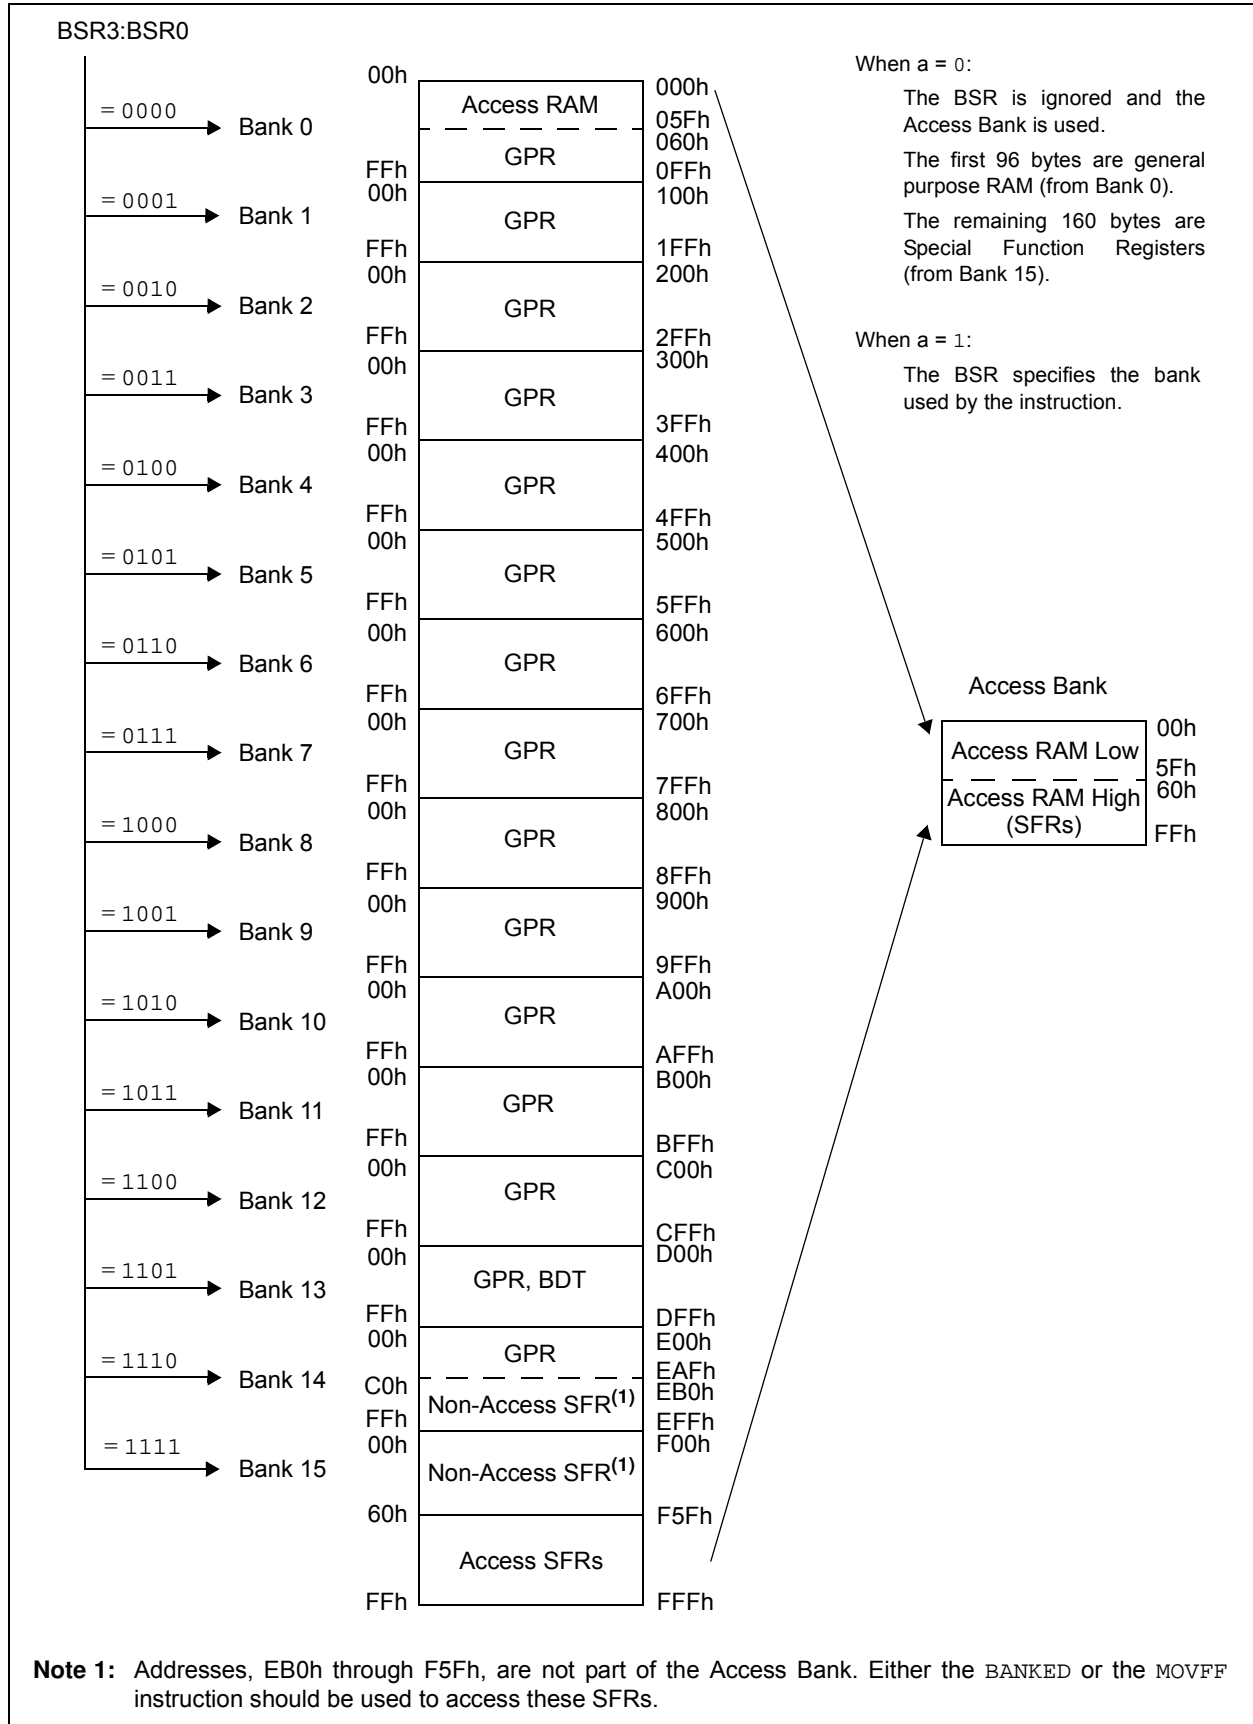 BSR3:BSR0
= 0000
Bank 0
= 0001
Bank 1
= 0010
Bank 2
= 0011
Bank 3
= 0100
Bank 4
= 0101
Bank 5
= 0110
Bank 6
= 0111
Bank 7
= 1000
Bank 8
= 1001
Bank 9
= 1010
Bank 10
= 1011
Bank 11
= 1100
Bank 12
= 1101
Bank 13
= 1110
Bank 14
= 1111
Bank 15
00h
FFh
00h
FFh
00h
FFh
00h
FFh
00h
FFh
00h
FFh
00h
FFh
00h
FFh
00h
FFh
00h
FFh
00h
FFh
00h
FFh
00h
FFh
00h
FFh
00h
C0h
FFh
00h
60h
FFh
Access RAM
GPR
GPR
GPR
GPR
GPR
GPR
GPR
GPR
GPR
GPR
GPR
GPR
GPR
GPR, BDT
GPR
Non-Access SFR(1)
Non-Access SFR(1)
Access SFRs
000h
05Fh
060h
0FFh
100h
1FFh
200h
2FFh
300h
3FFh
400h
4FFh
500h
5FFh
600h
6FFh
700h
7FFh
800h
8FFh
900h
9FFh
A00h
AFFh
B00h
BFFh
C00h
CFFh
D00h
DFFh
E00h
EAFh
EB0h
EFFh
F00h
F5Fh
FFFh
When a = 0:
The BSR is ignored and the
Access Bank is used.
The first 96 bytes are general
purpose RAM (from Bank 0).
The remaining 160 bytes are
Special Function Registers
(from Bank 15).
When a = 1:
The BSR specifies the bank
used by the instruction.
Access Bank
Access RAM Low
Access RAM High
(SFRs)
00h
5Fh
60h
FFh
Note 1: Addresses, EB0h through F5Fh, are not part of the Access Bank. Either the BANKED or the MOVFF
instruction should be used to access these SFRs.